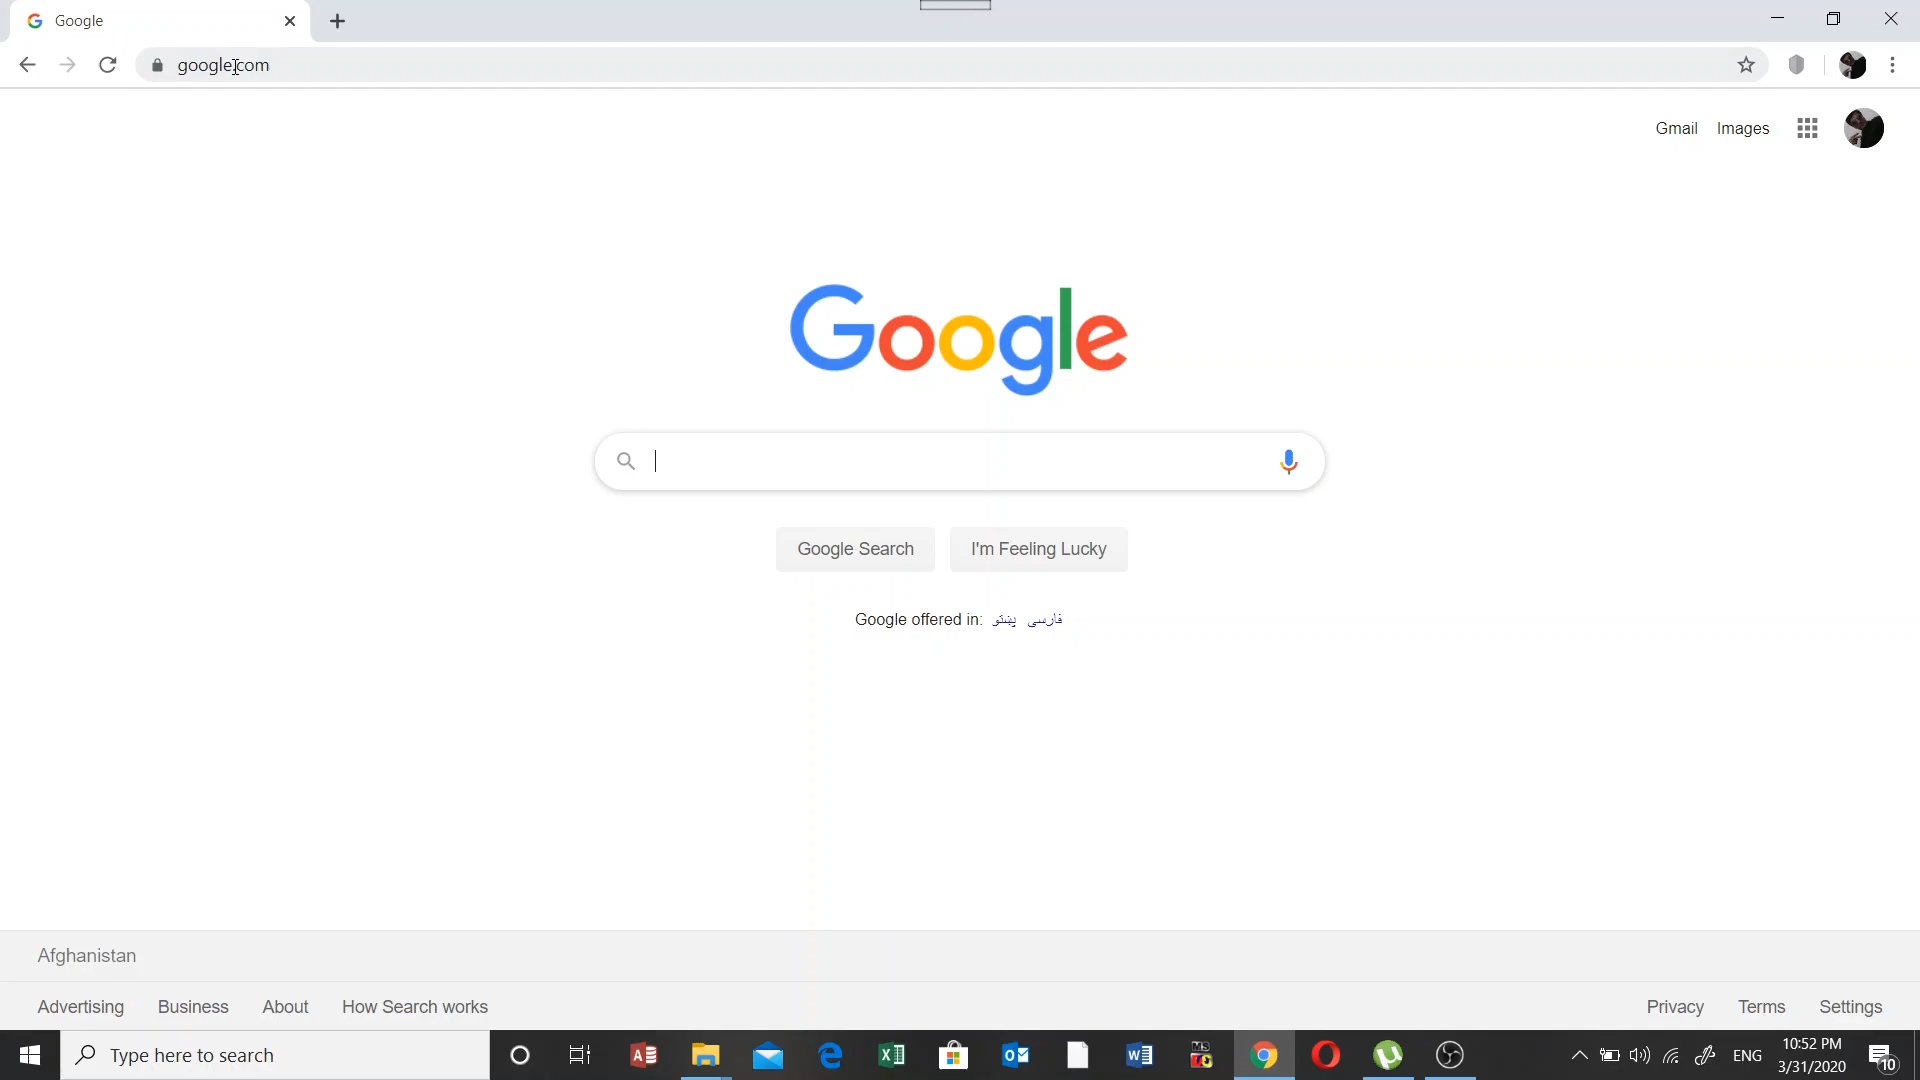 Google
google.com
Gmail Images
Google
Google Search I'm Feeling Lucky
Google offered in: پښتو فارسی
Afghanistan
Advertising Business About How Search works Privacy Terms Settings
Type here to search ENG 10:52 PM
3/31/2020 10